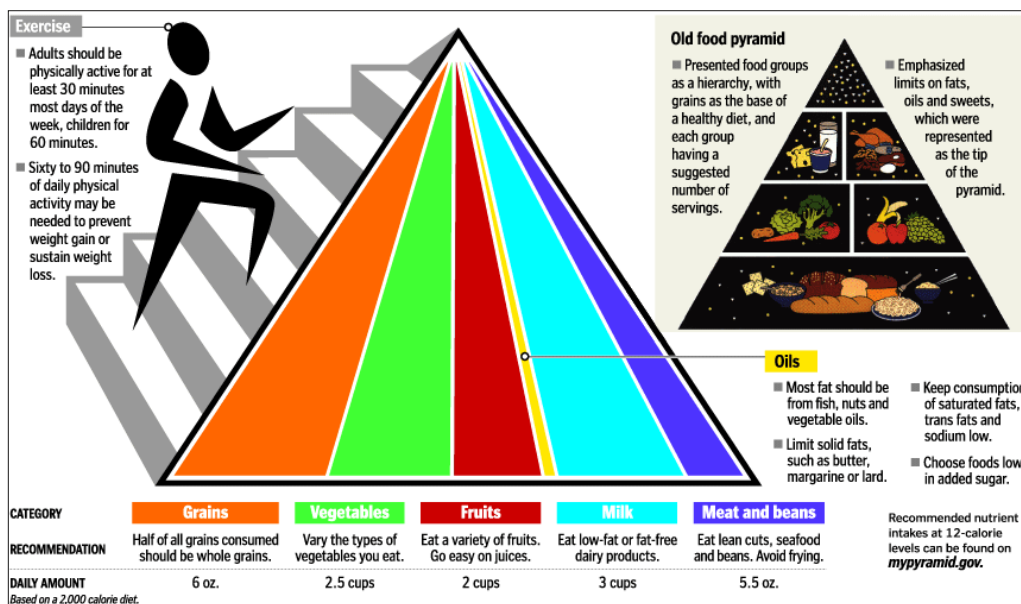 Exercise
■ Adults should be
physically active for at
least 30 minutes
most days of the
week, children for
60 minutes.
■ Sixty to 90 minutes
of daily physical
activity may be
needed to prevent
weight gain or
sustain weight
loss.
Old food pyramid
■ Presented food groups
as a hierarchy, with
grains as the base of
a healthy diet, and
each group
having a
suggested
number of
servings.
■ Emphasized
limits on fats,
oils and sweets,
which were
represented
as the tip
of the
pyramid.
Oils
■ Most fat should be
from fish, nuts and
vegetable oils.
■ Limit solid fats,
such as butter,
margarine or lard.
■ Keep consumption
of saturated fats,
trans fats and
sodium low.
■ Choose foods low
in added sugar.
CATEGORY Grains Vegetables Fruits Milk Meat and beans
RECOMMENDATION
Half of all grains consumed
should be whole grains.
Vary the types of
vegetables you eat.
Eat a variety of fruits.
Go easy on juices.
Eat low-fat or fat-free
dairy products.
Eat lean cuts, seafood
and beans. Avoid frying.
DAILY AMOUNT 6 oz. 2.5 cups 2 cups 3 cups 5.5 oz.
Based on a 2,000 calorie diet.
Recommended nutrient
intakes at 12-calorie
levels can be found on
mypyramid.gov.